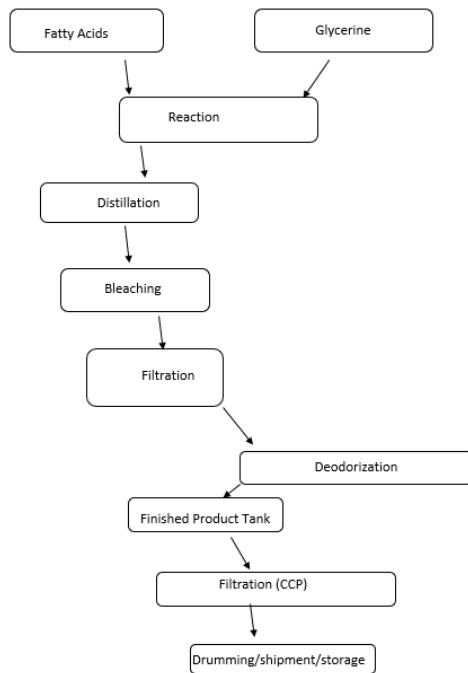 Fatty Acids
Glycerine
Reaction
Distillation
Bleaching
Filtration
Deodorization
Finished Product Tank
Filtration (CCP)
Drumming/shipment/storage